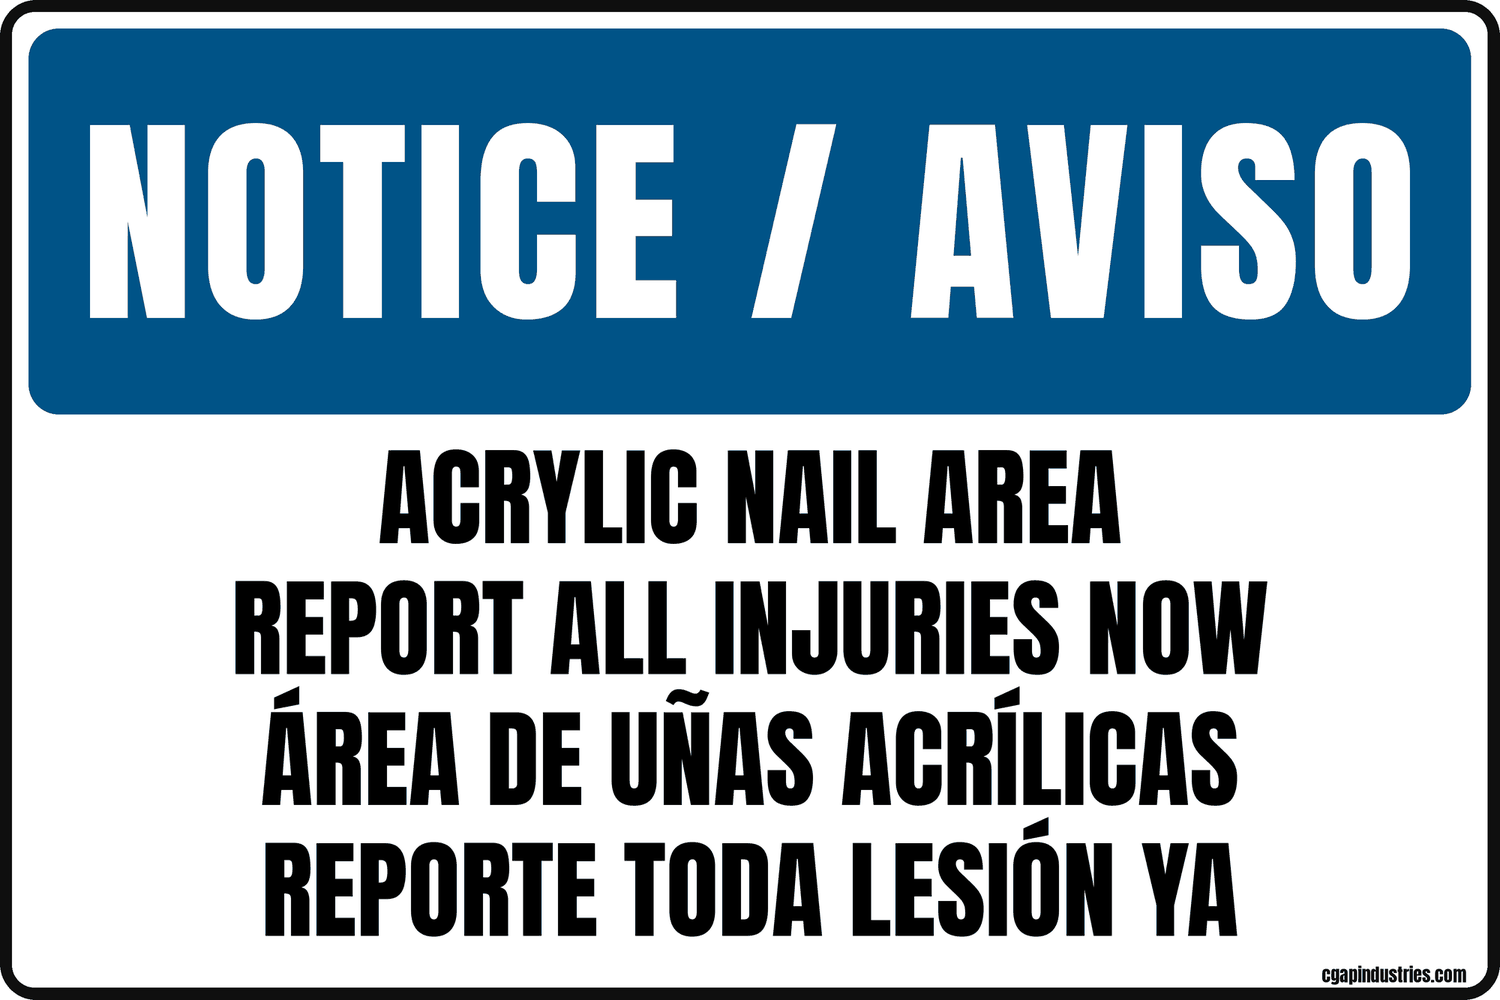 NOTICE / AVISO
ACRYLIC NAIL AREA
REPORT ALL INJURIES NOW
ÁREA DE UÑAS ACRÍLICAS
REPORTE TODA LESIÓN YA
cgapindustries.com